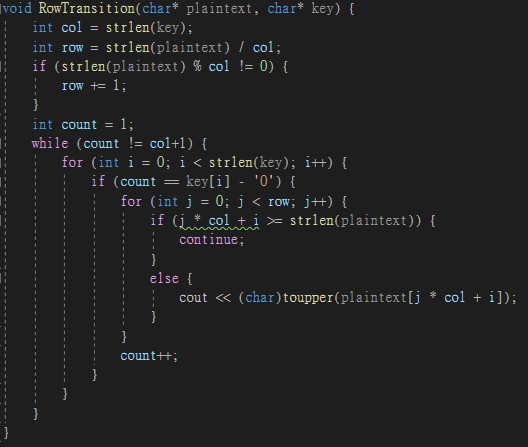 void RowTransition(char* plaintext, char* key) {
    int col = strlen(key);
    int row = strlen(plaintext) / col;
    if (strlen(plaintext) % col != 0) {
        row += 1;
    }
    int count = 1;
    while (count != col+1) {
        for (int i = 0; i < strlen(key); i++) {
            if (count == key[i] - '0') {
                for (int j = 0; j < row; j++) {
                    if (j * col + i >= strlen(plaintext)) {
                        continue;
                    }
                    else {
                        cout << (char)toupper(plaintext[j * col + i]);
                    }
                }
                count++;
            }
        }
    }
}